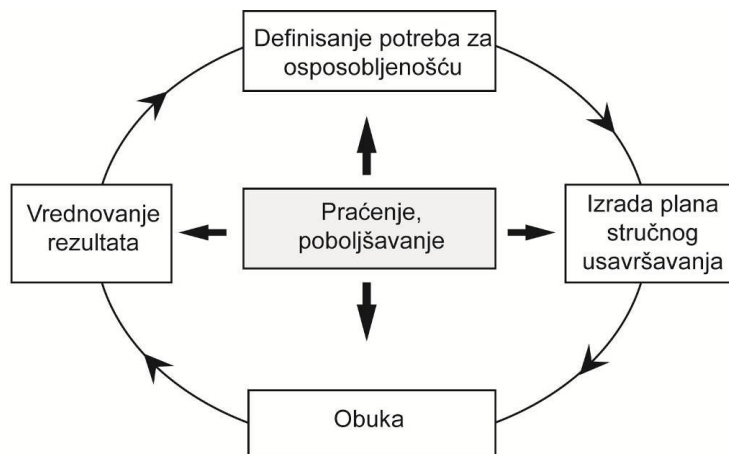 Definisanje potreba za
osposobljenošću
Vrednovanje
rezultata
Praćenje,
poboljšavanje
Izrada plana
stručnog
usavršavanja
Obuka